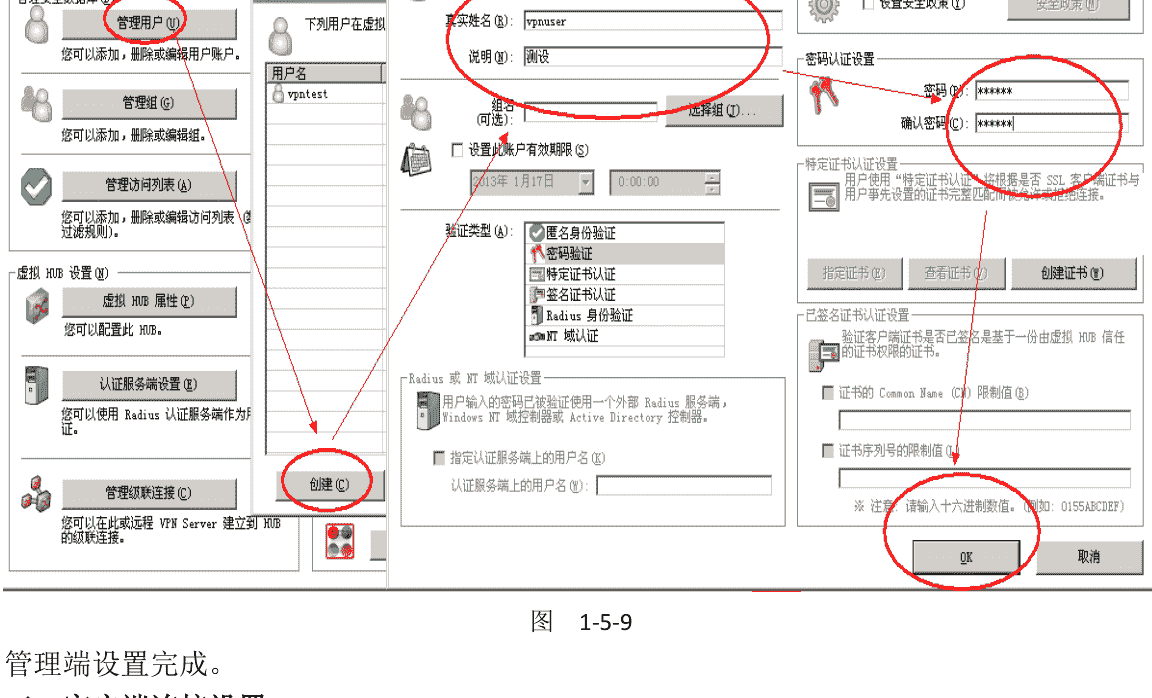 管理用户(U)
您可以添加，删除或编辑用户账户。
管理组(G)
您可以添加，删除或编辑组。
管理访问列表(A)
您可以添加，删除或编辑访问列表
过滤规则)。
虚拟 HUB 设置(N)
虚拟 HUB 属性(P)
您可以配置此 HUB。
认证服务端设置(E)
您可以使用 Radius 认证服务端作为
证。
管理级联连接(C)
您可以在此或远程 VPN Server 建立到 HUB
的级联连接。
下列用户在虚拟
用户名
vpntest
创建(C)
真实姓名(R): vpnuser
说明(N): 测设
组名
(可选):
选择组(I)...
设置此账户有效期限(S)
2013年 1月17日
0:00:00
验证类型(A):
匿名身份验证
密码验证
特定证书认证
签名证书认证
Radius 身份验证
NT 域认证
Radius 或 NT 域认证设置
用户输入的密码已被验证使用一个外部 Radius 服务端，
Windows NT 域控制器或 Active Directory 控制器。
指定认证服务端上的用户名(K)
认证服务端上的用户名(W):
设置安全政策(Y)
安全政策(M)
密码认证设置
密码(P): ******
确认密码(C): ******
特定证书认证设置
用户使用“特定证书认证”将根据是否 SSL 客户端证书与
用户事先设置的证书完整匹配而被允许或拒绝连接。
指定证书(E)
查看证书(V)
创建证书(M)
已签名证书认证设置
验证客户端证书是否已签名是基于一份由虚拟 HUB 信任
的证书权限的证书。
证书的 Common Name (CN) 限制值(B)
证书序列号的限制值
※ 注意: 请输入十六进制数值。(例如: 0155ABCDEF)
OK
取消
图 1-5-9
管理端设置完成。